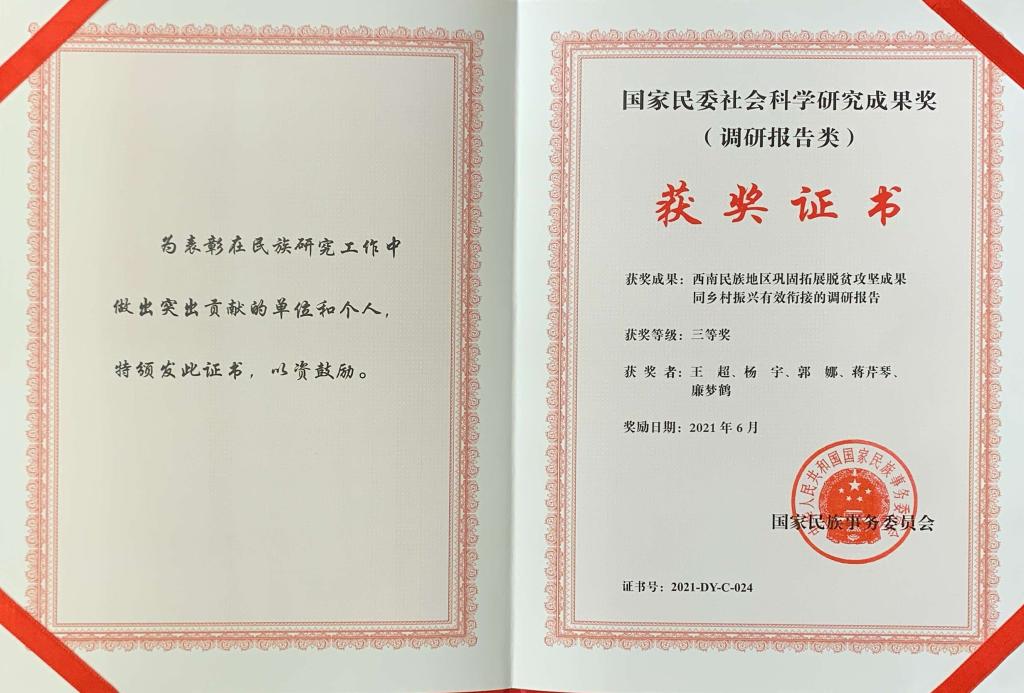 为表彰在民族研究工作中
做出突出贡献的单位和个人，
特颁发此证书，以资鼓励。
国家民委社会科学研究成果奖
（调研报告类）
获奖证书
获奖成果：西南民族地区巩固拓展脱贫攻坚成果
同乡村振兴有效衔接的调研报告
获奖等级：三等奖
获 奖 者：王　超、杨　宇、郭　娜、蒋芹琴、
廉梦鹤
奖励日期：2021 年 6 月
中华人民共和国国家民族事务委员会
国家民族事务委员会
证书号：2021-DY-C-024